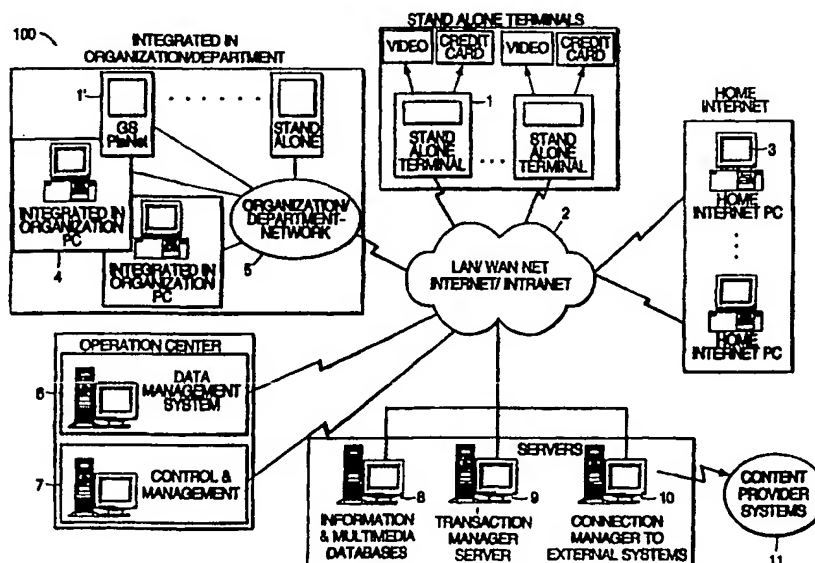 100
INTEGRATED IN
ORGANIZATION/DEPARTMENT
1'
GS PlaNet
STAND
ALONE
INTEGRATED IN
ORGANIZATION
PC
4
INTEGRATED IN
ORGANIZATION
PC
ORGANIZATION/
DEPARTMENT-
NETWORK
5
STAND ALONE TERMINALS
VIDEO
CREDIT
CARD
VIDEO
CREDIT
CARD
1
STAND
ALONE
TERMINAL
STAND
ALONE
TERMINAL
HOME
INTERNET
3
HOME
INTERNET PC
HOME
INTERNET PC
2
LAN/ WAN NET
INTERNET/ INTRANET
OPERATION CENTER
6
DATA
MANAGEMENT
SYSTEM
7
CONTROL &
MANAGEMENT
SERVERS
8
INFORMATION
& MULTIMEDIA
DATABASES
9
TRANSACTION
MANAGER
SERVER
10
CONNECTION
MANAGER TO
EXTERNAL SYSTEMS
CONTENT
PROVIDER
SYSTEMS
11